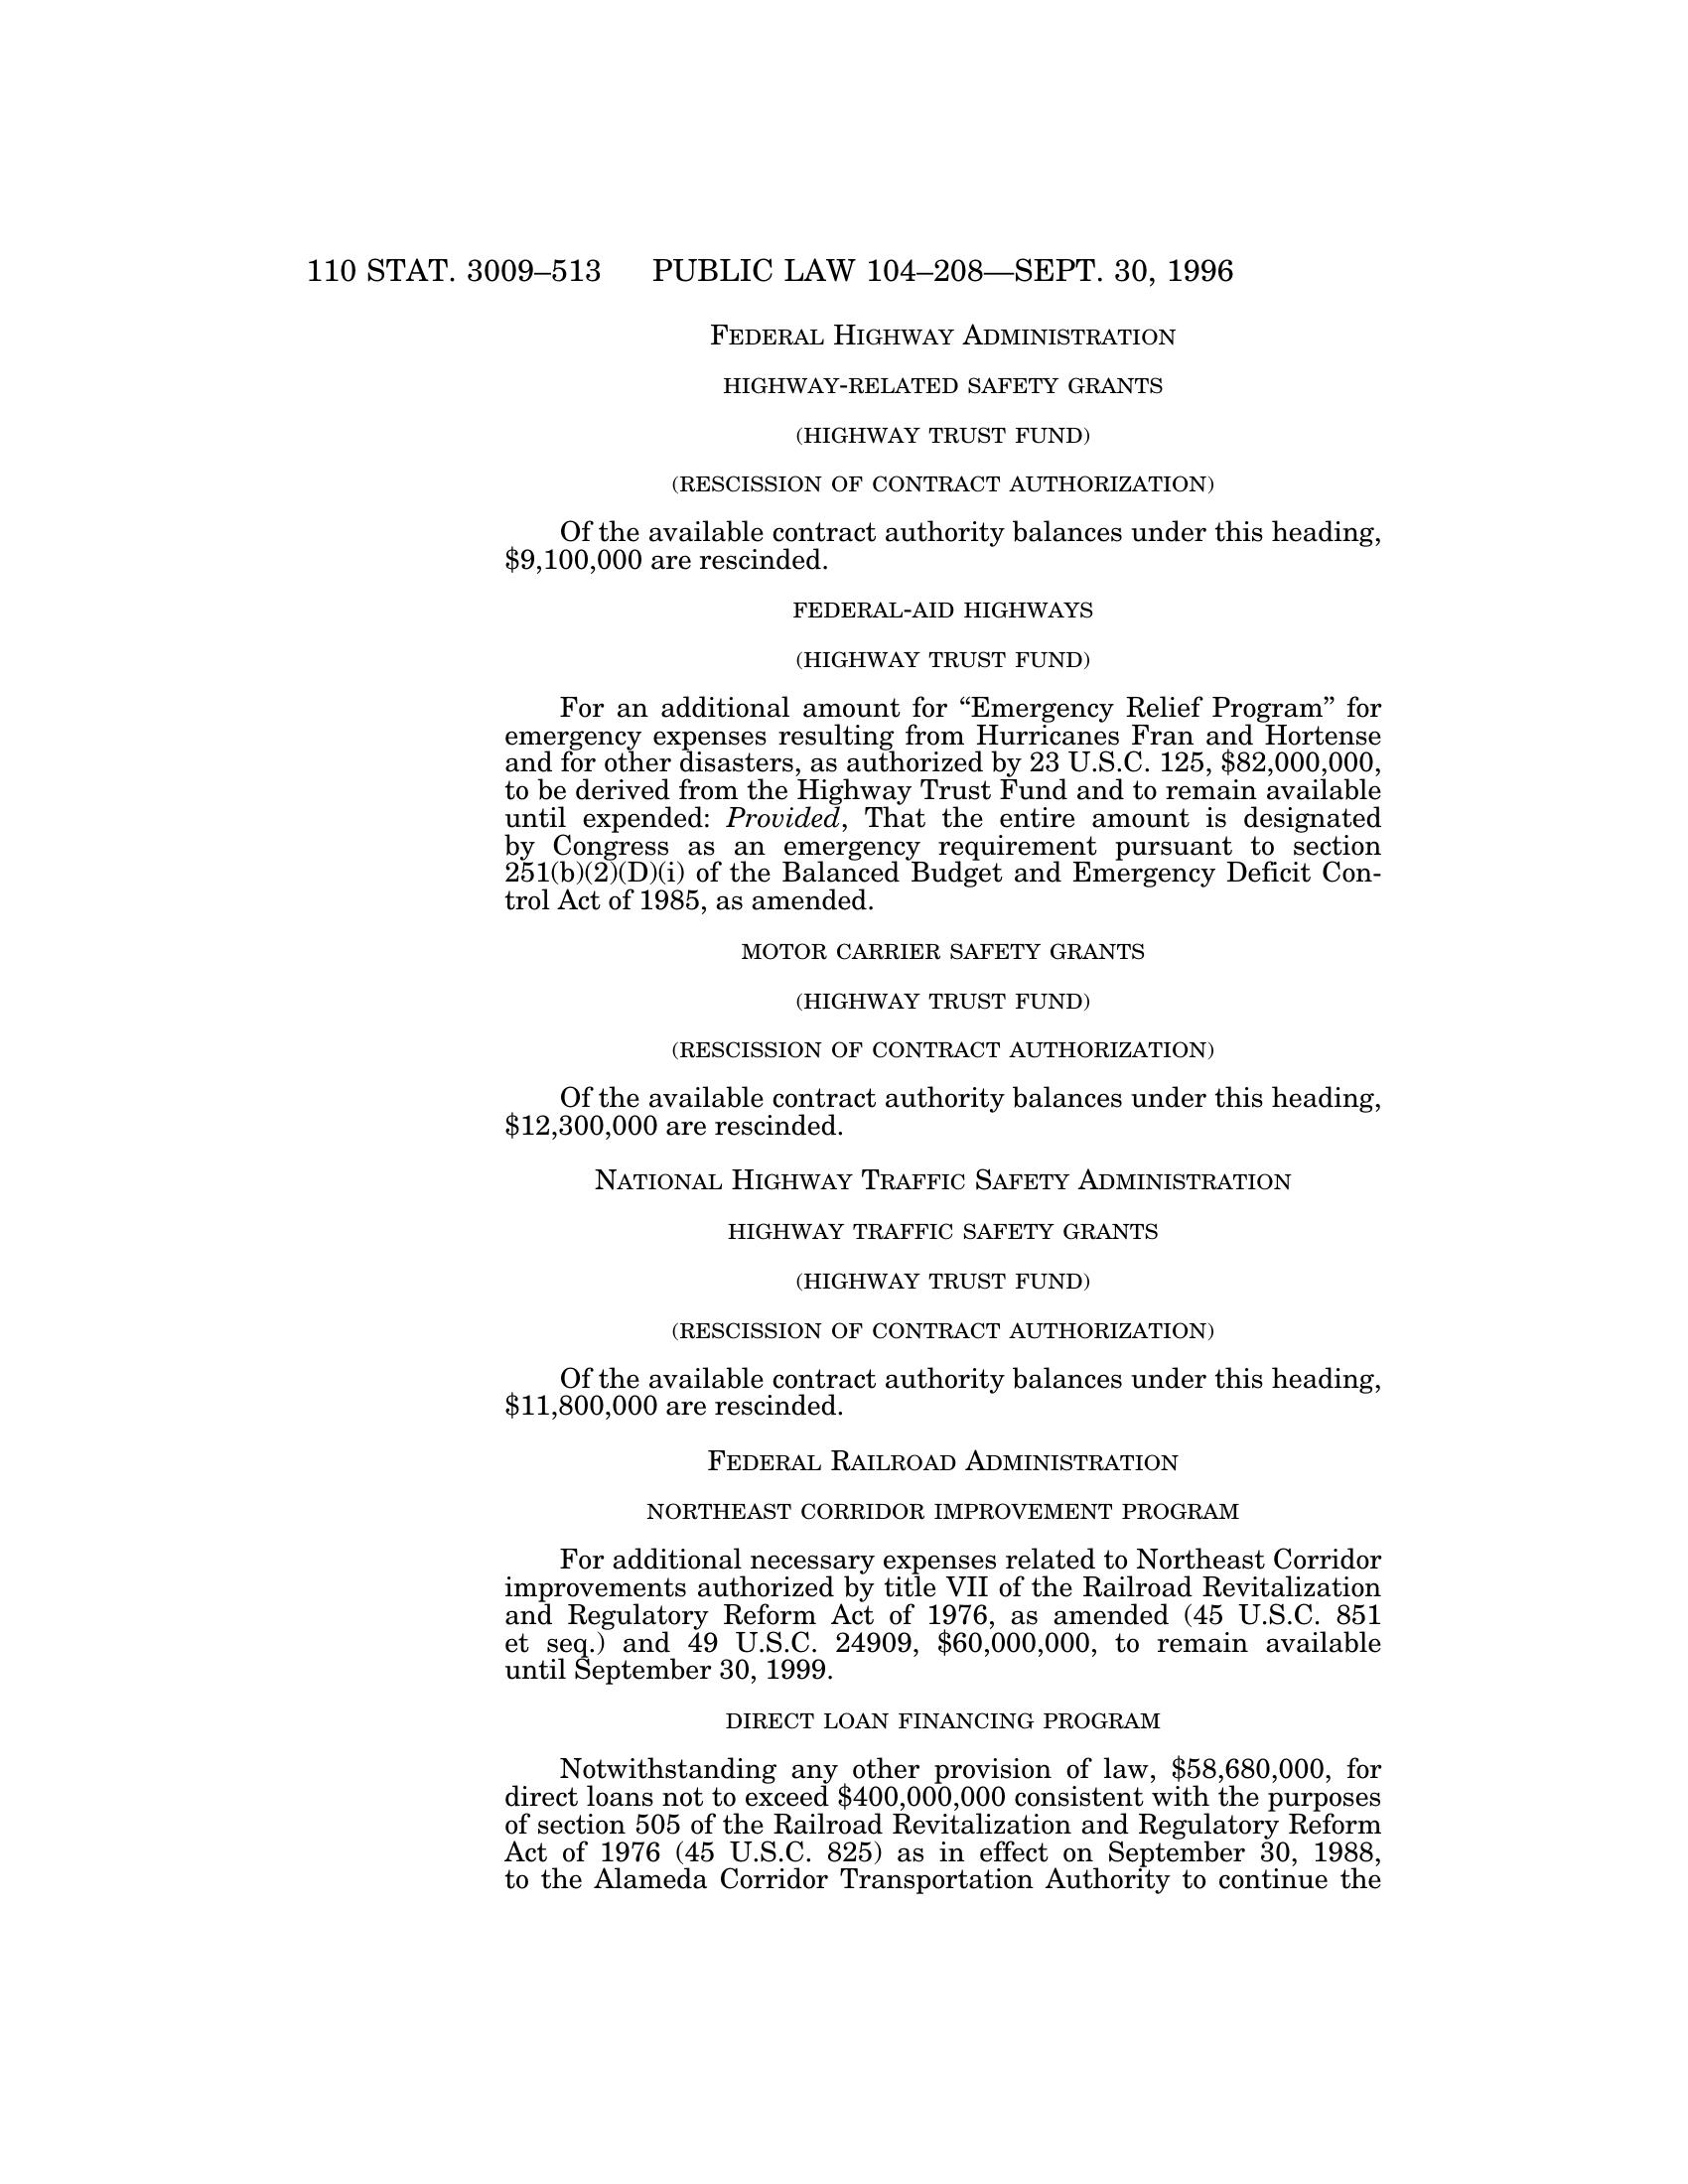 110 STAT. 3009–513 PUBLIC LAW 104–208—SEPT. 30, 1996
FEDERAL HIGHWAY ADMINISTRATION
HIGHWAY-RELATED SAFETY GRANTS
(HIGHWAY TRUST FUND)
(RESCISSION OF CONTRACT AUTHORIZATION)
Of the available contract authority balances under this heading,
$9,100,000 are rescinded.
FEDERAL-AID HIGHWAYS
(HIGHWAY TRUST FUND)
For an additional amount for “Emergency Relief Program” for
emergency expenses resulting from Hurricanes Fran and Hortense
and for other disasters, as authorized by 23 U.S.C. 125, $82,000,000,
to be derived from the Highway Trust Fund and to remain available
until expended: Provided, That the entire amount is designated
by Congress as an emergency requirement pursuant to section
251(b)(2)(D)(i) of the Balanced Budget and Emergency Deficit Con-
trol Act of 1985, as amended.
MOTOR CARRIER SAFETY GRANTS
(HIGHWAY TRUST FUND)
(RESCISSION OF CONTRACT AUTHORIZATION)
Of the available contract authority balances under this heading,
$12,300,000 are rescinded.
NATIONAL HIGHWAY TRAFFIC SAFETY ADMINISTRATION
HIGHWAY TRAFFIC SAFETY GRANTS
(HIGHWAY TRUST FUND)
(RESCISSION OF CONTRACT AUTHORIZATION)
Of the available contract authority balances under this heading,
$11,800,000 are rescinded.
FEDERAL RAILROAD ADMINISTRATION
NORTHEAST CORRIDOR IMPROVEMENT PROGRAM
For additional necessary expenses related to Northeast Corridor
improvements authorized by title VII of the Railroad Revitalization
and Regulatory Reform Act of 1976, as amended (45 U.S.C. 851
et seq.) and 49 U.S.C. 24909, $60,000,000, to remain available
until September 30, 1999.
DIRECT LOAN FINANCING PROGRAM
Notwithstanding any other provision of law, $58,680,000, for
direct loans not to exceed $400,000,000 consistent with the purposes
of section 505 of the Railroad Revitalization and Regulatory Reform
Act of 1976 (45 U.S.C. 825) as in effect on September 30, 1988,
to the Alameda Corridor Transportation Authority to continue the